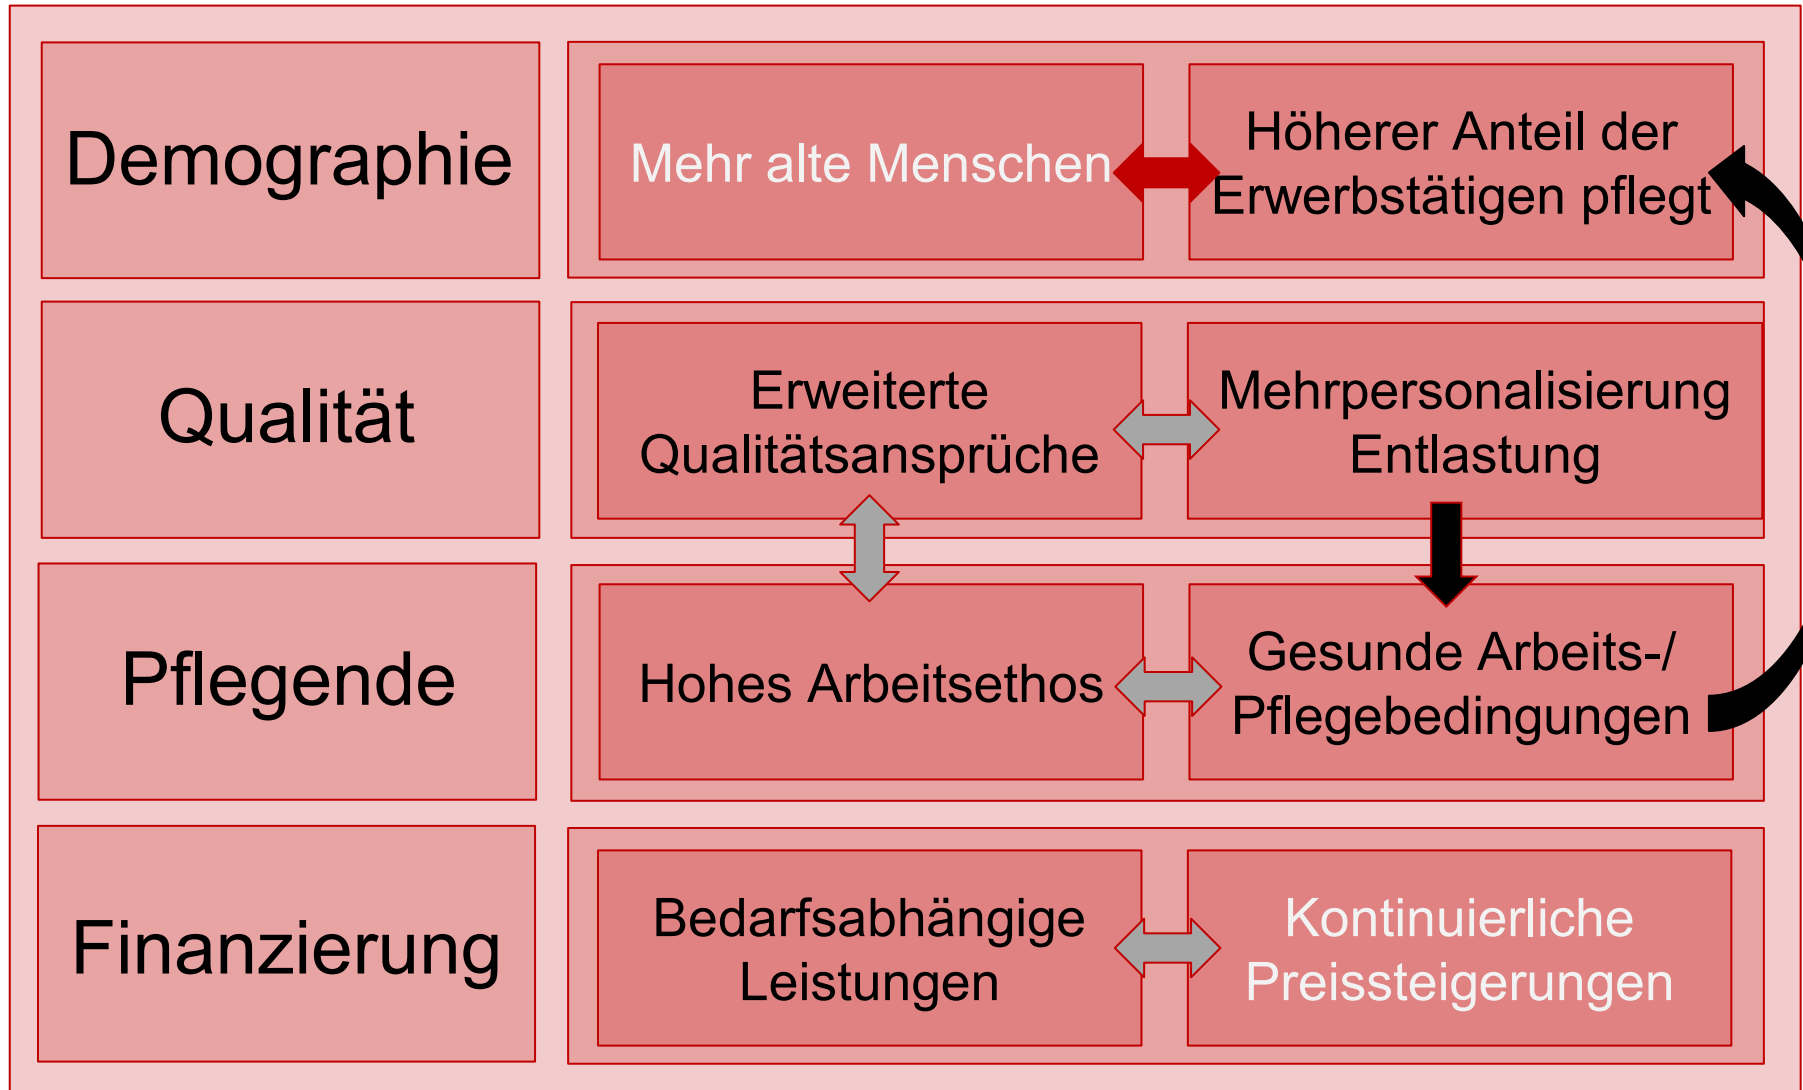 Demographie
Mehr alte Menschen
Höherer Anteil der
Erwerbstätigen pflegt
Qualität
Erweiterte
Qualitätsansprüche
Mehrpersonalisierung
Entlastung
Pflegende
Hohes Arbeitsethos
Gesunde Arbeits-/
Pflegebedingungen
Finanzierung
Bedarfsabhängige
Leistungen
Kontinuierliche
Preissteigerungen